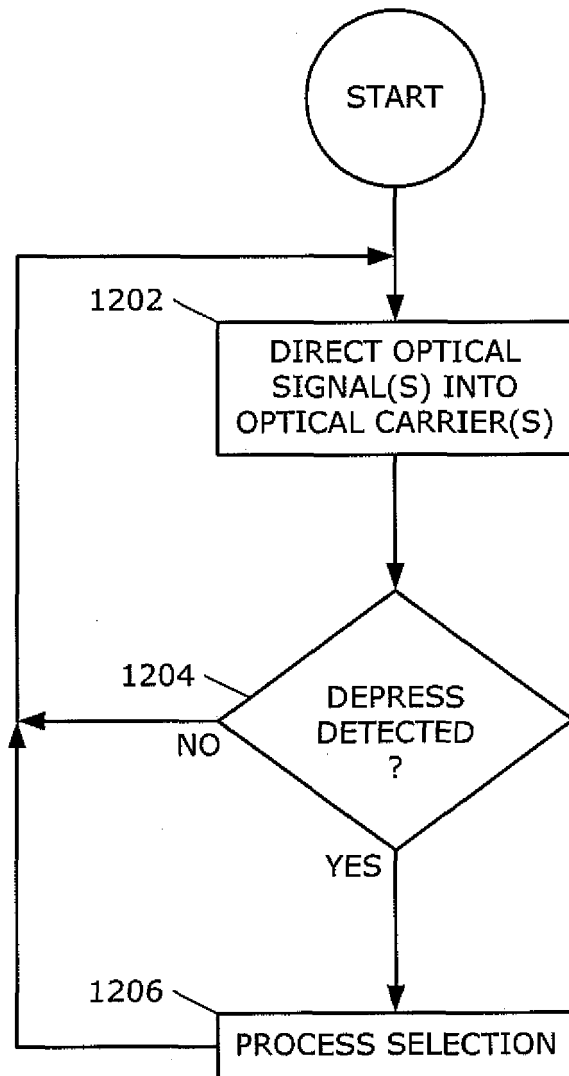 START
1202
DIRECT OPTICAL
SIGNAL(S) INTO
OPTICAL CARRIER(S)
1204
DEPRESS
DETECTED
?
NO
YES
1206
PROCESS SELECTION